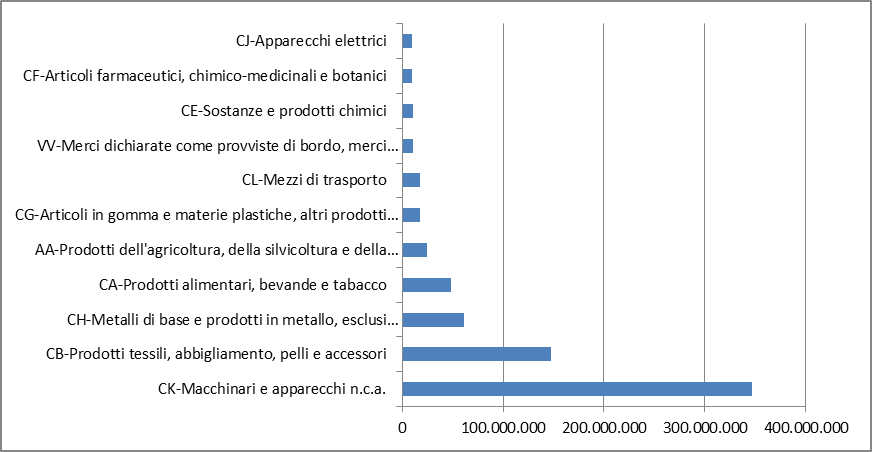 CJ-Apparecchi elettrici
CF-Articoli farmaceutici, chimico-medicinali e botanici
CE-Sostanze e prodotti chimici
VV-Merci dichiarate come provviste di bordo, merci...
CL-Mezzi di trasporto
CG-Articoli in gomma e materie plastiche, altri prodotti...
AA-Prodotti dell'agricoltura, della silvicoltura e della...
CA-Prodotti alimentari, bevande e tabacco
CH-Metalli di base e prodotti in metallo, esclusi...
CB-Prodotti tessili, abbigliamento, pelli e accessori
CK-Macchinari e apparecchi n.c.a.
0 100.000.000 200.000.000 300.000.000 400.000.000